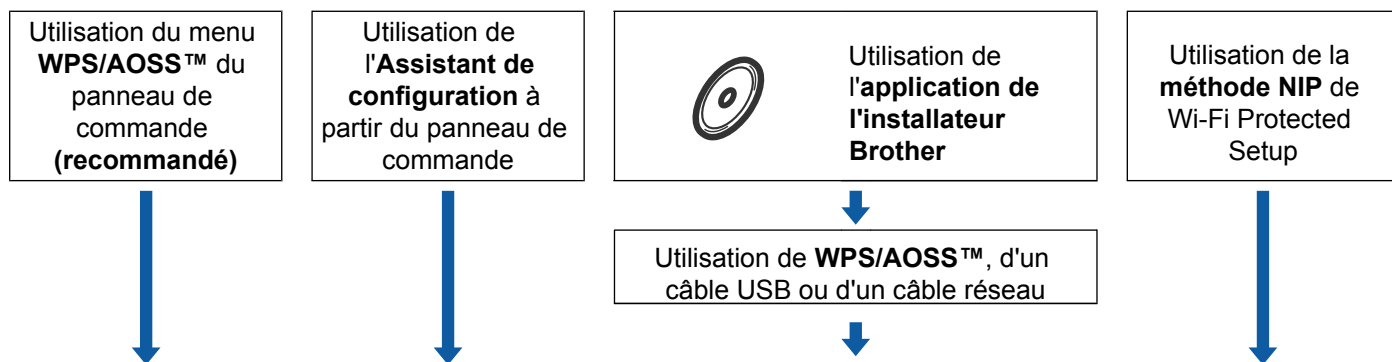 Utilisation du menu
WPS/AOSS™ du
panneau de
commande
(recommandé)
Utilisation de
l'Assistant de
configuration à
partir du panneau de
commande
Utilisation de
l'application de
l'installateur
Brother
Utilisation de la
méthode NIP de
Wi-Fi Protected
Setup
Utilisation de WPS/AOSS™, d'un
câble USB ou d'un câble réseau